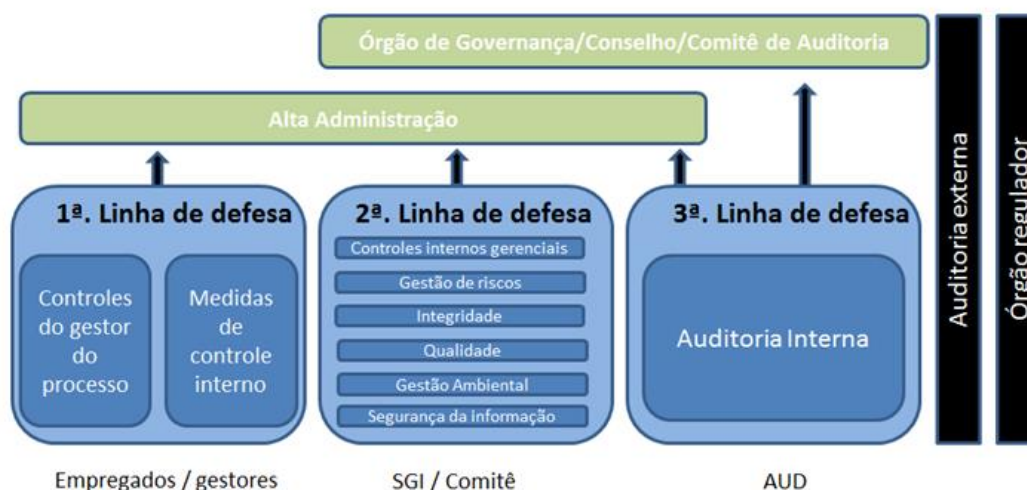 Órgão de Governança/Conselho/Comitê de Auditoria
Alta Administração
1ª. Linha de defesa
Controles
do gestor
do
processo
Medidas
de
controle
interno
2ª. Linha de defesa
Controles internos gerenciais
Gestão de riscos
Integridade
Qualidade
Gestão Ambiental
Segurança da informação
3ª. Linha de defesa
Auditoria Interna
Auditoria externa
Órgão regulador
Empregados / gestores
SGI / Comitê
AUD